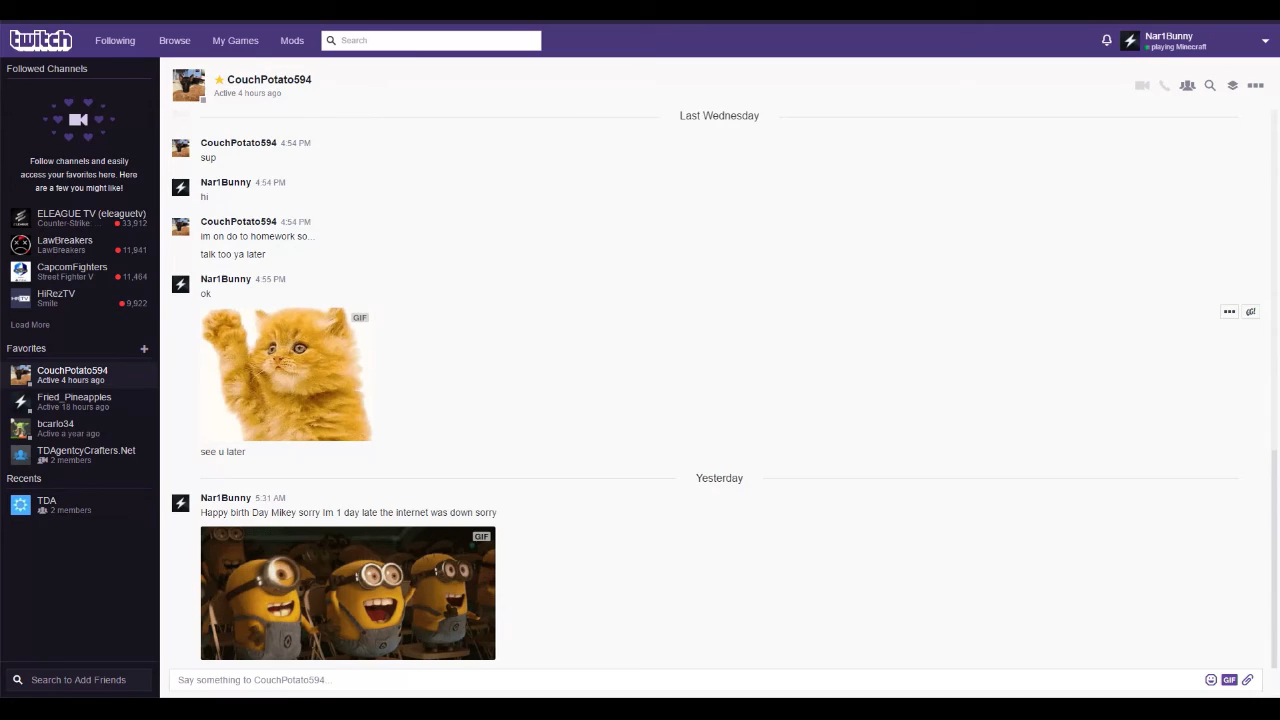 twitch
Following
Browse
My Games
Mods
Search
Nar1Bunny
playing Minecraft
Followed Channels
Follow channels and easily
access your favorites here. Here
are a few you might like!
ELEAGUE TV (eleaguetv)
Counter-Strike: ...
33,912
LawBreakers
LawBreakers
11,941
CapcomFighters
Street Fighter V
11,464
HiRezTV
Smite
9,922
Load More
Favorites
CouchPotato594
Active 4 hours ago
Fried_Pineapples
Active 18 hours ago
bcarlo34
Active a year ago
TDAgentcyCrafters.Net
2 members
Recents
TDA
2 members
Search to Add Friends
CouchPotato594
Active 4 hours ago
Last Wednesday
CouchPotato594 4:54 PM
sup
Nar1Bunny 4:54 PM
hi
CouchPotato594 4:54 PM
im on do to homework so...
talk too ya later
Nar1Bunny 4:55 PM
ok
GIF
see u later
Yesterday
Nar1Bunny 5:31 AM
Happy birth Day Mikey sorry Im 1 day late the internet was down sorry
GIF
Say something to CouchPotato594...
GIF